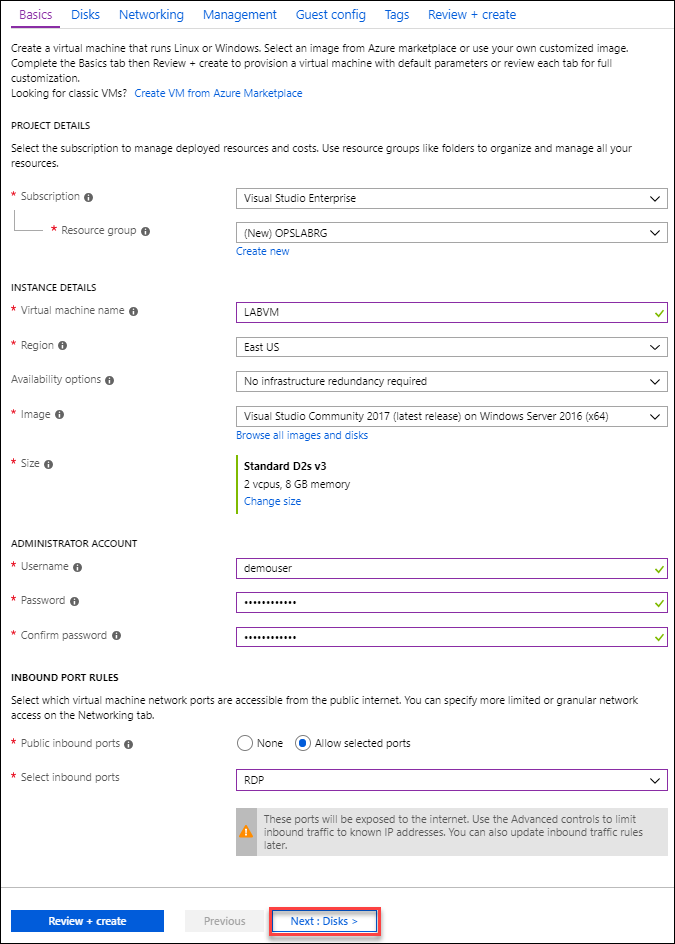 Basics Disks Networking Management Guest config Tags Review + create
Create a virtual machine that runs Linux or Windows. Select an image from Azure marketplace or use your own customized image.
Complete the Basics tab then Review + create to provision a virtual machine with default parameters or review each tab for full
customization.
Looking for classic VMs? Create VM from Azure Marketplace
PROJECT DETAILS
Select the subscription to manage deployed resources and costs. Use resource groups like folders to organize and manage all your
resources.
* Subscription Visual Studio Enterprise
* Resource group (New) OPSLABRG
Create new
INSTANCE DETAILS
* Virtual machine name LABVM
* Region East US
Availability options No infrastructure redundancy required
* Image Visual Studio Community 2017 (latest release) on Windows Server 2016 (x64)
Browse all images and disks
* Size Standard D2s v3
2 vcpus, 8 GB memory
Change size
ADMINISTRATOR ACCOUNT
* Username demouser
* Password ••••••••••••
* Confirm password ••••••••••••
INBOUND PORT RULES
Select which virtual machine network ports are accessible from the public internet. You can specify more limited or granular network
access on the Networking tab.
* Public inbound ports None Allow selected ports
* Select inbound ports RDP
These ports will be exposed to the internet. Use the Advanced controls to limit
inbound traffic to known IP addresses. You can also update inbound traffic rules
later.
Review + create Previous Next : Disks >